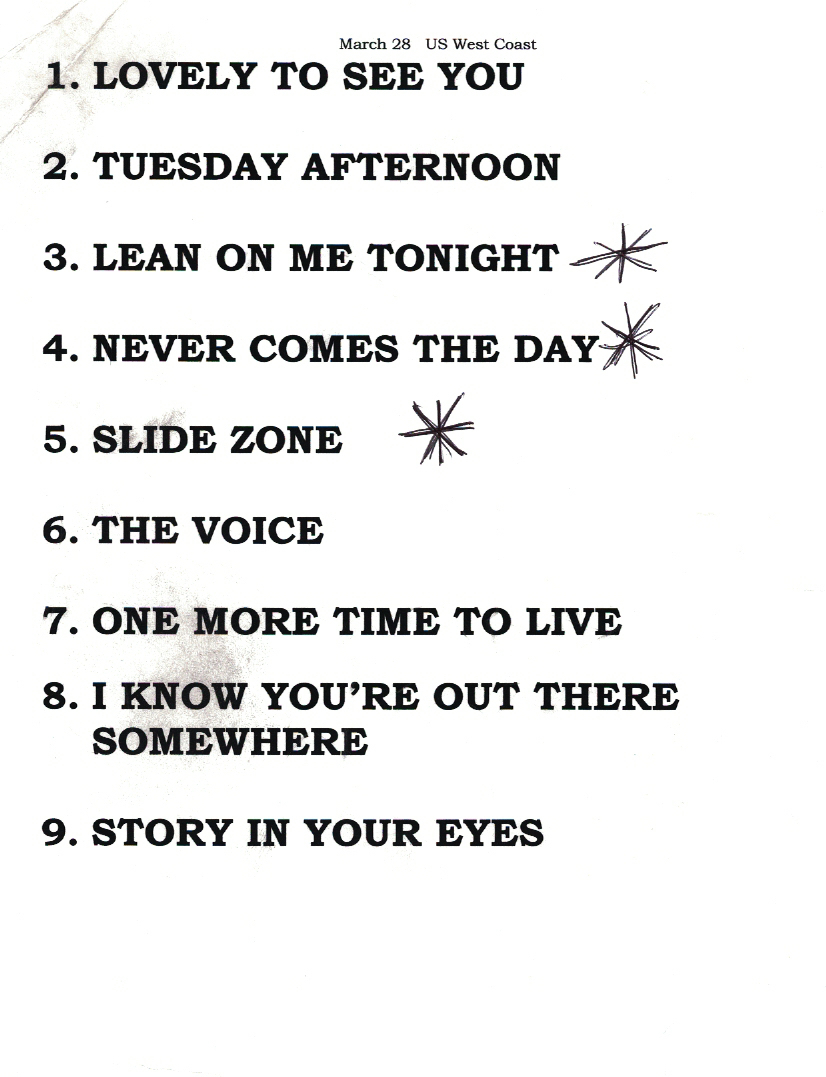 March 28 US West Coast
1. LOVELY TO SEE YOU
2. TUESDAY AFTERNOON
3. LEAN ON ME TONIGHT
4. NEVER COMES THE DAY
5. SLIDE ZONE
6. THE VOICE
7. ONE MORE TIME TO LIVE
8. I KNOW YOU'RE OUT THERE
SOMEWHERE
9. STORY IN YOUR EYES